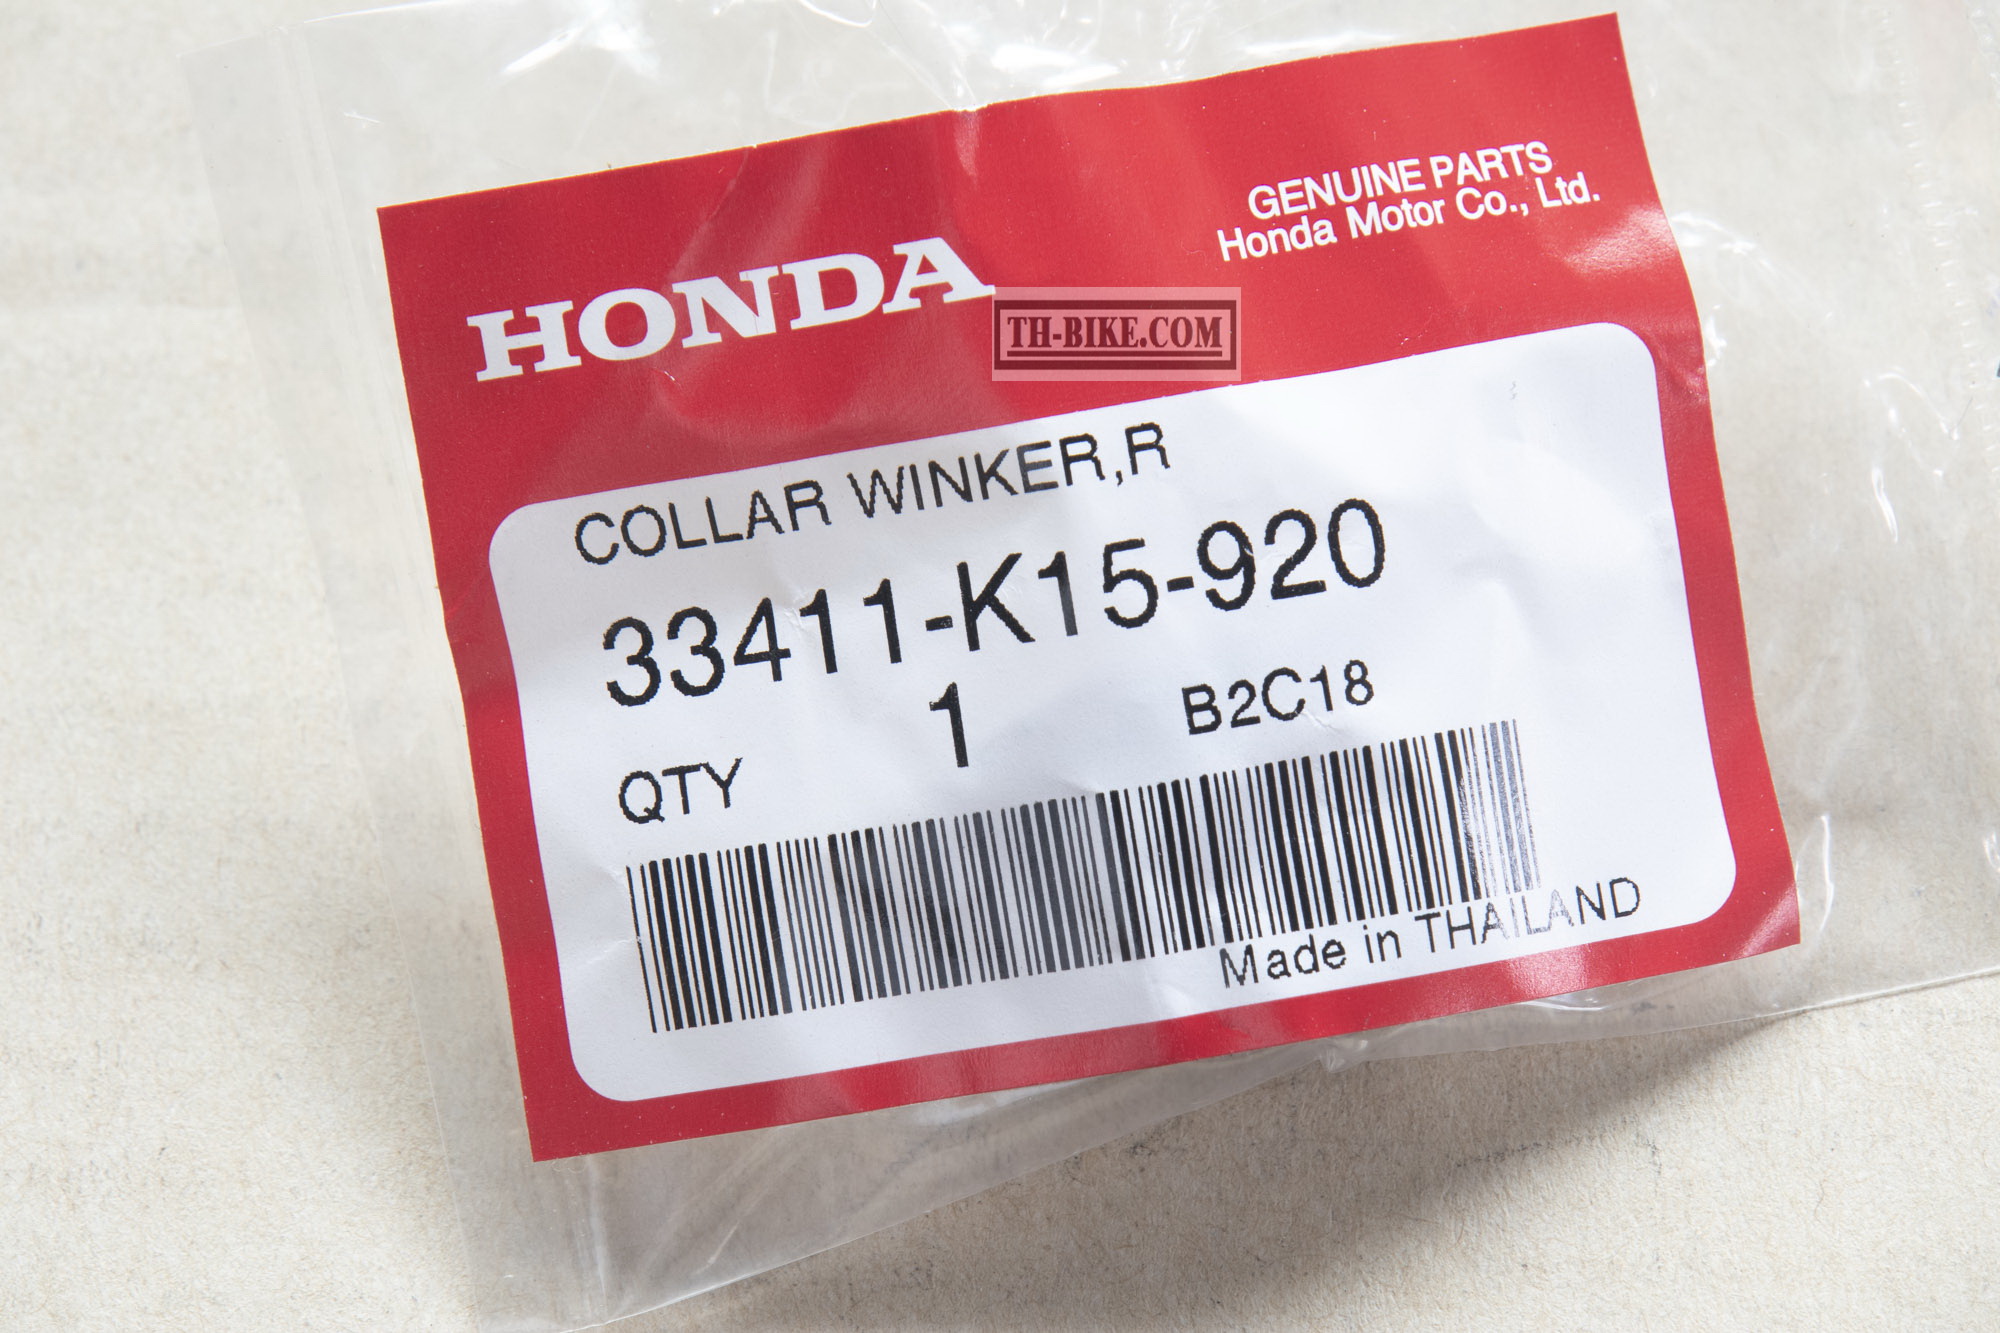 GENUINE PARTS
Honda Motor Co., Ltd.
HONDA
TH-BIKE.COM
COLLAR WINKER,R
33411-K15-920
1
B2C18
QTY
Made in THAILAND